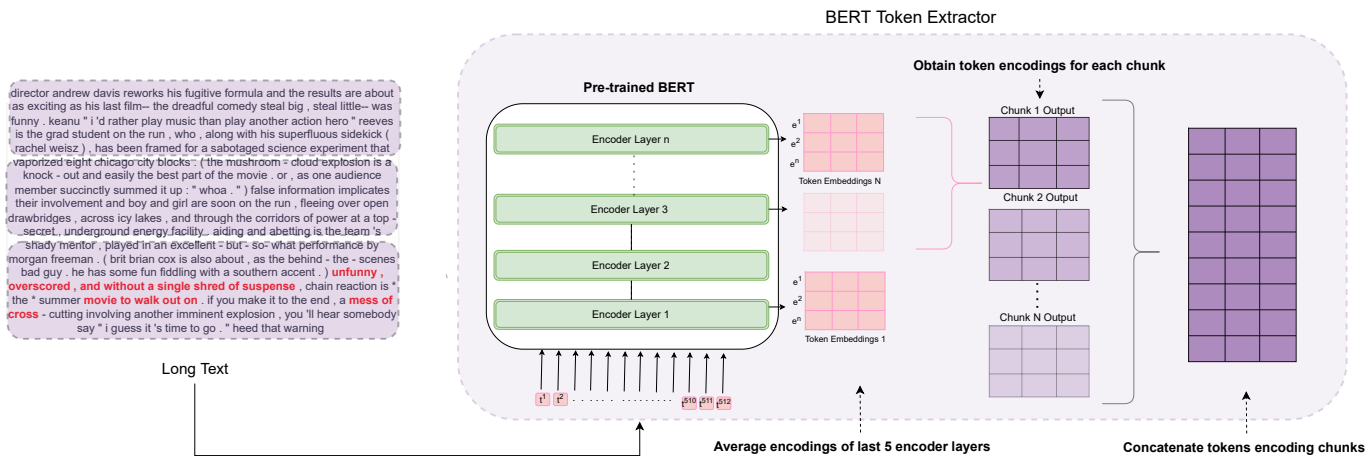 BERT Token Extractor
director andrew davis reworks his fugitive formula and the results are about
as exciting as his last film-- the dreadful comedy steal big , steal little-- was
funny . keanu " i 'd rather play music than play another action hero " reeves
is the grad student on the run , who , along with his superfluous sidekick (
rachel weisz ) , has been framed for a sabotaged science experiment that
vaporized eight chicago city blocks . ( the mushroom - cloud explosion is a
knock - out and easily the best part of the movie . or , as one audience
member succinctly summed it up : " whoa . " ) false information implicates
their involvement and boy and girl are soon on the run , fleeing over open
drawbridges , across icy lakes , and through the corridors of power at a top -
secret , underground energy facility . aiding and abetting is the team 's
shady mentor , played in an excellent - but - so- what performance by
morgan freeman . ( brit brian cox is also about , as the behind - the - scenes
bad guy . he has some fun fiddling with a southern accent . ) unfunny ,
overscored , and without a single shred of suspense , chain reaction is *
the * summer movie to walk out on . if you make it to the end , a mess of
cross - cutting involving another imminent explosion , you 'll hear somebody
say " i guess it 's time to go . " heed that warning
Long Text
Pre-trained BERT
Encoder Layer n
Encoder Layer 3
Encoder Layer 2
Encoder Layer 1
t1 t2 . . . . . . . . . . . . t510 t511 t512
e1
e2
en
Token Embeddings N
e1
e2
en
Token Embeddings 1
Average encodings of last 5 encoder layers
Obtain token encodings for each chunk
Chunk 1 Output
Chunk 2 Output
Chunk N Output
Concatenate tokens encoding chunks